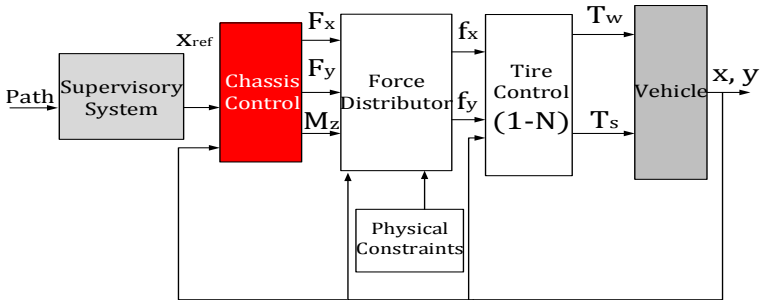 Path
Supervisory
System
xref
Chassis
Control
Fx
Fy
Mz
Force
Distributor
Physical
Constraints
fx
fy
Tire
Control
(1-N)
Tw
Ts
Vehicle
x, y